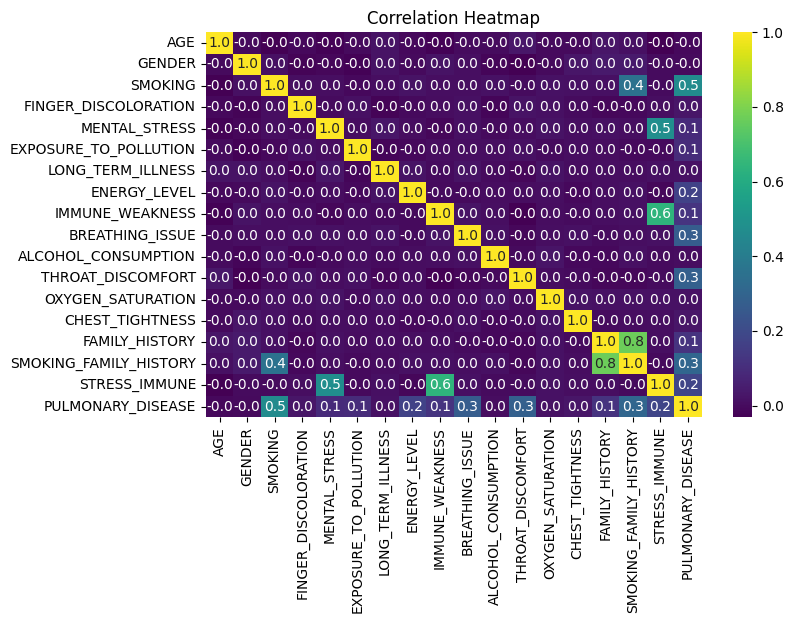 Correlation Heatmap
AGE 1.0 -0.0 -0.0 -0.0 -0.0 -0.0 0.0 -0.0 -0.0 -0.0 -0.0 0.0 -0.0 -0.0 0.0 0.0 -0.0 -0.0
GENDER -0.0 1.0 0.0 -0.0 -0.0 -0.0 0.0 -0.0 0.0 0.0 0.0 -0.0 -0.0 0.0 0.0 0.0 -0.0 -0.0
SMOKING -0.0 0.0 1.0 0.0 0.0 -0.0 0.0 0.0 0.0 0.0 0.0 -0.0 0.0 0.0 0.0 0.4 -0.0 0.5
FINGER_DISCOLORATION -0.0 -0.0 0.0 1.0 -0.0 0.0 -0.0 -0.0 0.0 0.0 -0.0 0.0 0.0 0.0 -0.0 -0.0 0.0 0.0
MENTAL_STRESS -0.0 -0.0 0.0 -0.0 1.0 0.0 0.0 0.0 -0.0 0.0 -0.0 0.0 0.0 -0.0 0.0 0.0 0.5 0.1
EXPOSURE_TO_POLLUTION -0.0 -0.0 -0.0 0.0 0.0 1.0 -0.0 -0.0 0.0 0.0 0.0 0.0 -0.0 0.0 -0.0 -0.0 0.0 0.1
LONG_TERM_ILLNESS 0.0 0.0 0.0 -0.0 0.0 -0.0 1.0 0.0 0.0 -0.0 -0.0 0.0 0.0 0.0 0.0 0.0 0.0 0.0
ENERGY_LEVEL -0.0 -0.0 0.0 -0.0 0.0 -0.0 0.0 1.0 -0.0 -0.0 -0.0 0.0 0.0 -0.0 0.0 0.0 -0.0 0.2
IMMUNE_WEAKNESS -0.0 0.0 0.0 0.0 -0.0 0.0 0.0 -0.0 1.0 0.0 0.0 -0.0 0.0 -0.0 0.0 0.0 0.6 0.1
BREATHING_ISSUE -0.0 0.0 0.0 0.0 0.0 0.0 -0.0 -0.0 0.0 1.0 -0.0 0.0 0.0 0.0 -0.0 -0.0 0.0 0.3
ALCOHOL_CONSUMPTION -0.0 0.0 0.0 -0.0 -0.0 0.0 -0.0 -0.0 0.0 -0.0 1.0 -0.0 0.0 -0.0 0.0 0.0 0.0 0.0
THROAT_DISCOMFORT 0.0 -0.0 -0.0 0.0 0.0 0.0 0.0 0.0 -0.0 0.0 -0.0 1.0 0.0 0.0 -0.0 -0.0 -0.0 0.3
OXYGEN_SATURATION -0.0 -0.0 0.0 0.0 0.0 -0.0 0.0 0.0 0.0 0.0 0.0 0.0 1.0 -0.0 0.0 0.0 0.0 0.0
CHEST_TIGHTNESS -0.0 0.0 0.0 0.0 -0.0 0.0 0.0 -0.0 -0.0 0.0 -0.0 0.0 -0.0 1.0 -0.0 0.0 -0.0 0.0
FAMILY_HISTORY 0.0 0.0 0.0 -0.0 0.0 -0.0 0.0 0.0 0.0 -0.0 0.0 -0.0 0.0 -0.0 1.0 0.8 -0.0 0.1
SMOKING_FAMILY_HISTORY 0.0 0.0 0.4 -0.0 0.0 -0.0 0.0 0.0 0.0 -0.0 0.0 -0.0 0.0 0.0 0.8 1.0 -0.0 0.3
STRESS_IMMUNE -0.0 -0.0 -0.0 0.0 0.5 0.0 0.0 -0.0 0.6 0.0 0.0 -0.0 0.0 -0.0 -0.0 -0.0 1.0 0.2
PULMONARY_DISEASE -0.0 -0.0 0.5 0.0 0.1 0.1 0.0 0.2 0.1 0.3 0.0 0.3 0.0 0.0 0.1 0.3 0.2 1.0
AGE
GENDER
SMOKING
FINGER_DISCOLORATION
MENTAL_STRESS
EXPOSURE_TO_POLLUTION
LONG_TERM_ILLNESS
ENERGY_LEVEL
IMMUNE_WEAKNESS
BREATHING_ISSUE
ALCOHOL_CONSUMPTION
THROAT_DISCOMFORT
OXYGEN_SATURATION
CHEST_TIGHTNESS
FAMILY_HISTORY
SMOKING_FAMILY_HISTORY
STRESS_IMMUNE
PULMONARY_DISEASE
1.0
0.8
0.6
0.4
0.2
0.0